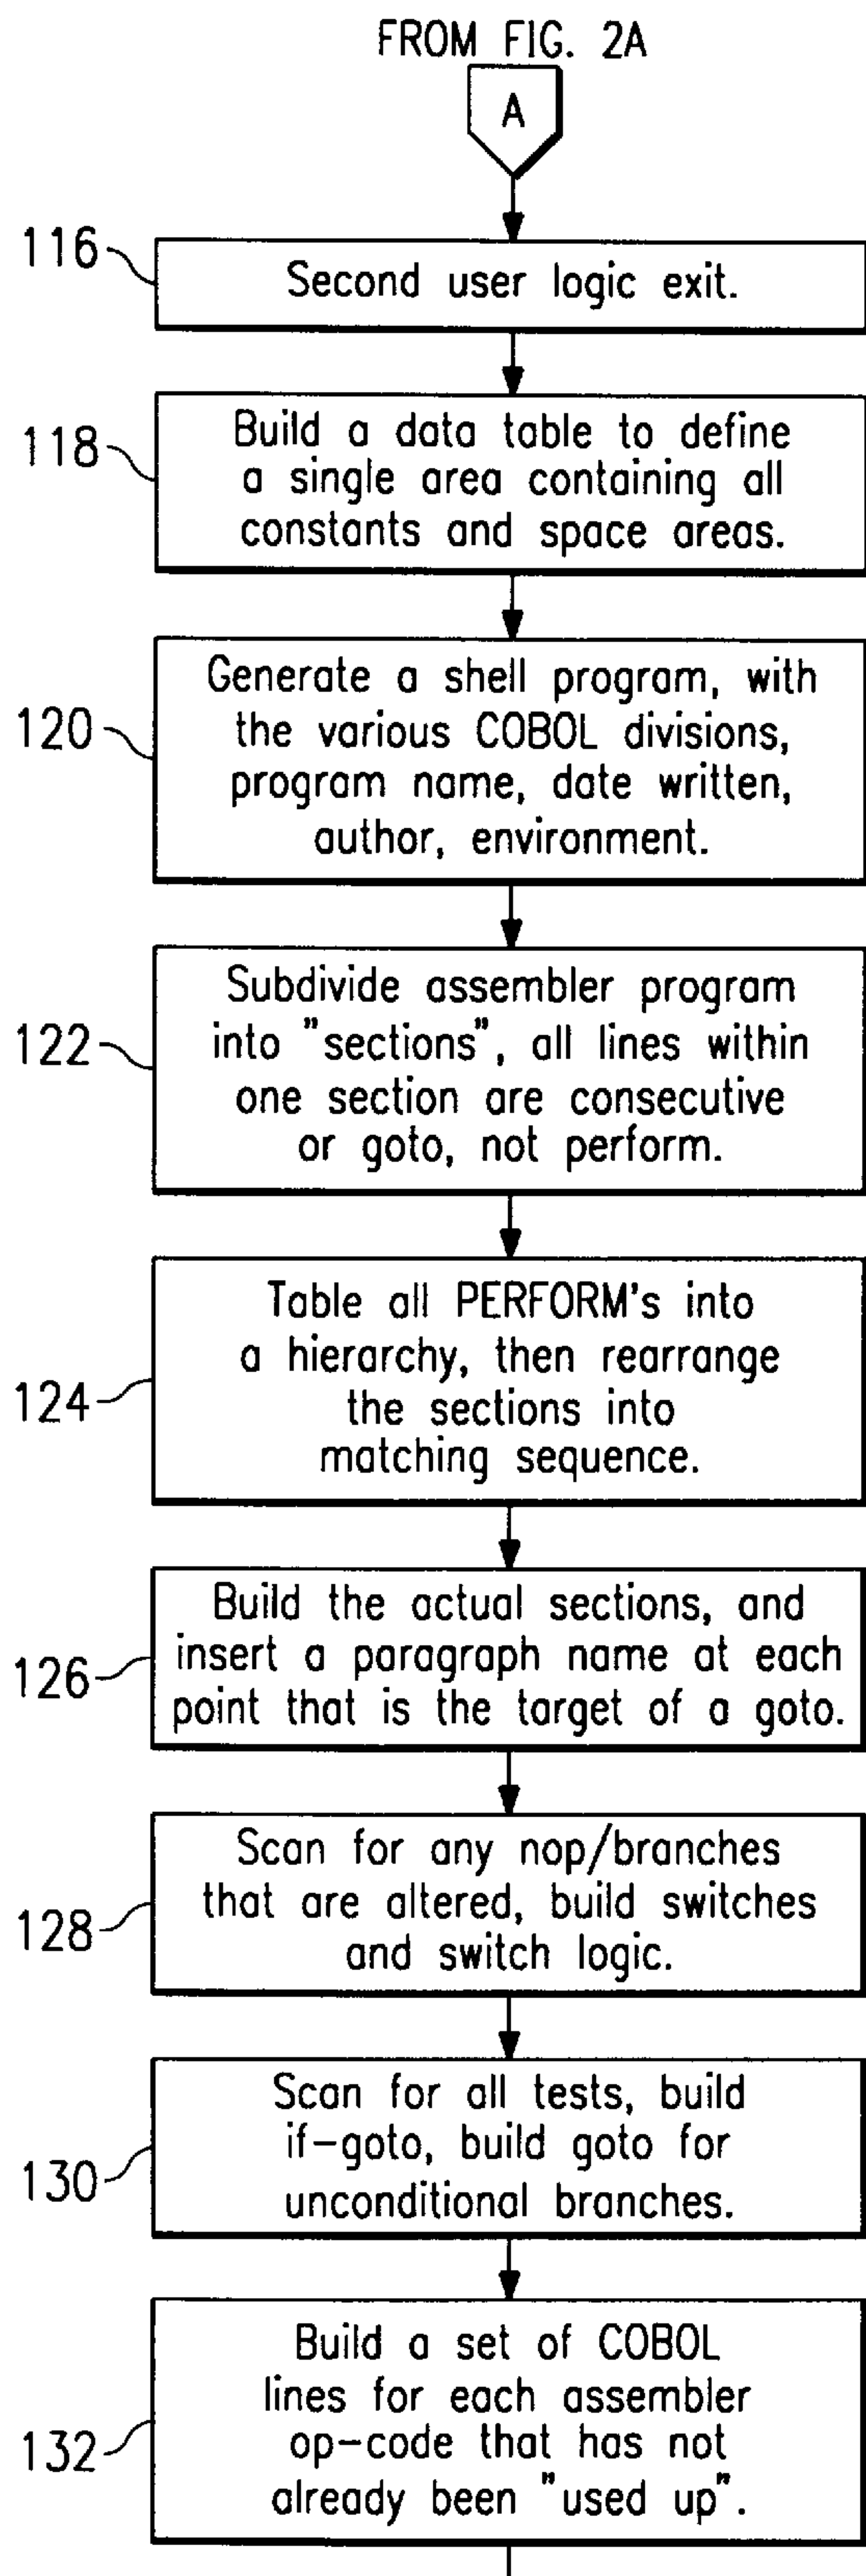 FROM FIG. 2A
A
116
Second user logic exit.
118
Build a data table to define
a single area containing all
constants and space areas.
120
Generate a shell program, with
the various COBOL divisions,
program name, date written,
author, environment.
122
Subdivide assembler program
into "sections", all lines within
one section are consecutive
or goto, not perform.
124
Table all PERFORM's into
a hierarchy, then rearrange
the sections into
matching sequence.
126
Build the actual sections, and
insert a paragraph name at each
point that is the target of a goto.
128
Scan for any nop/branches
that are altered, build switches
and switch logic.
130
Scan for all tests, build
if-goto, build goto for
unconditional branches.
132
Build a set of COBOL
lines for each assembler
op-code that has not
already been "used up".